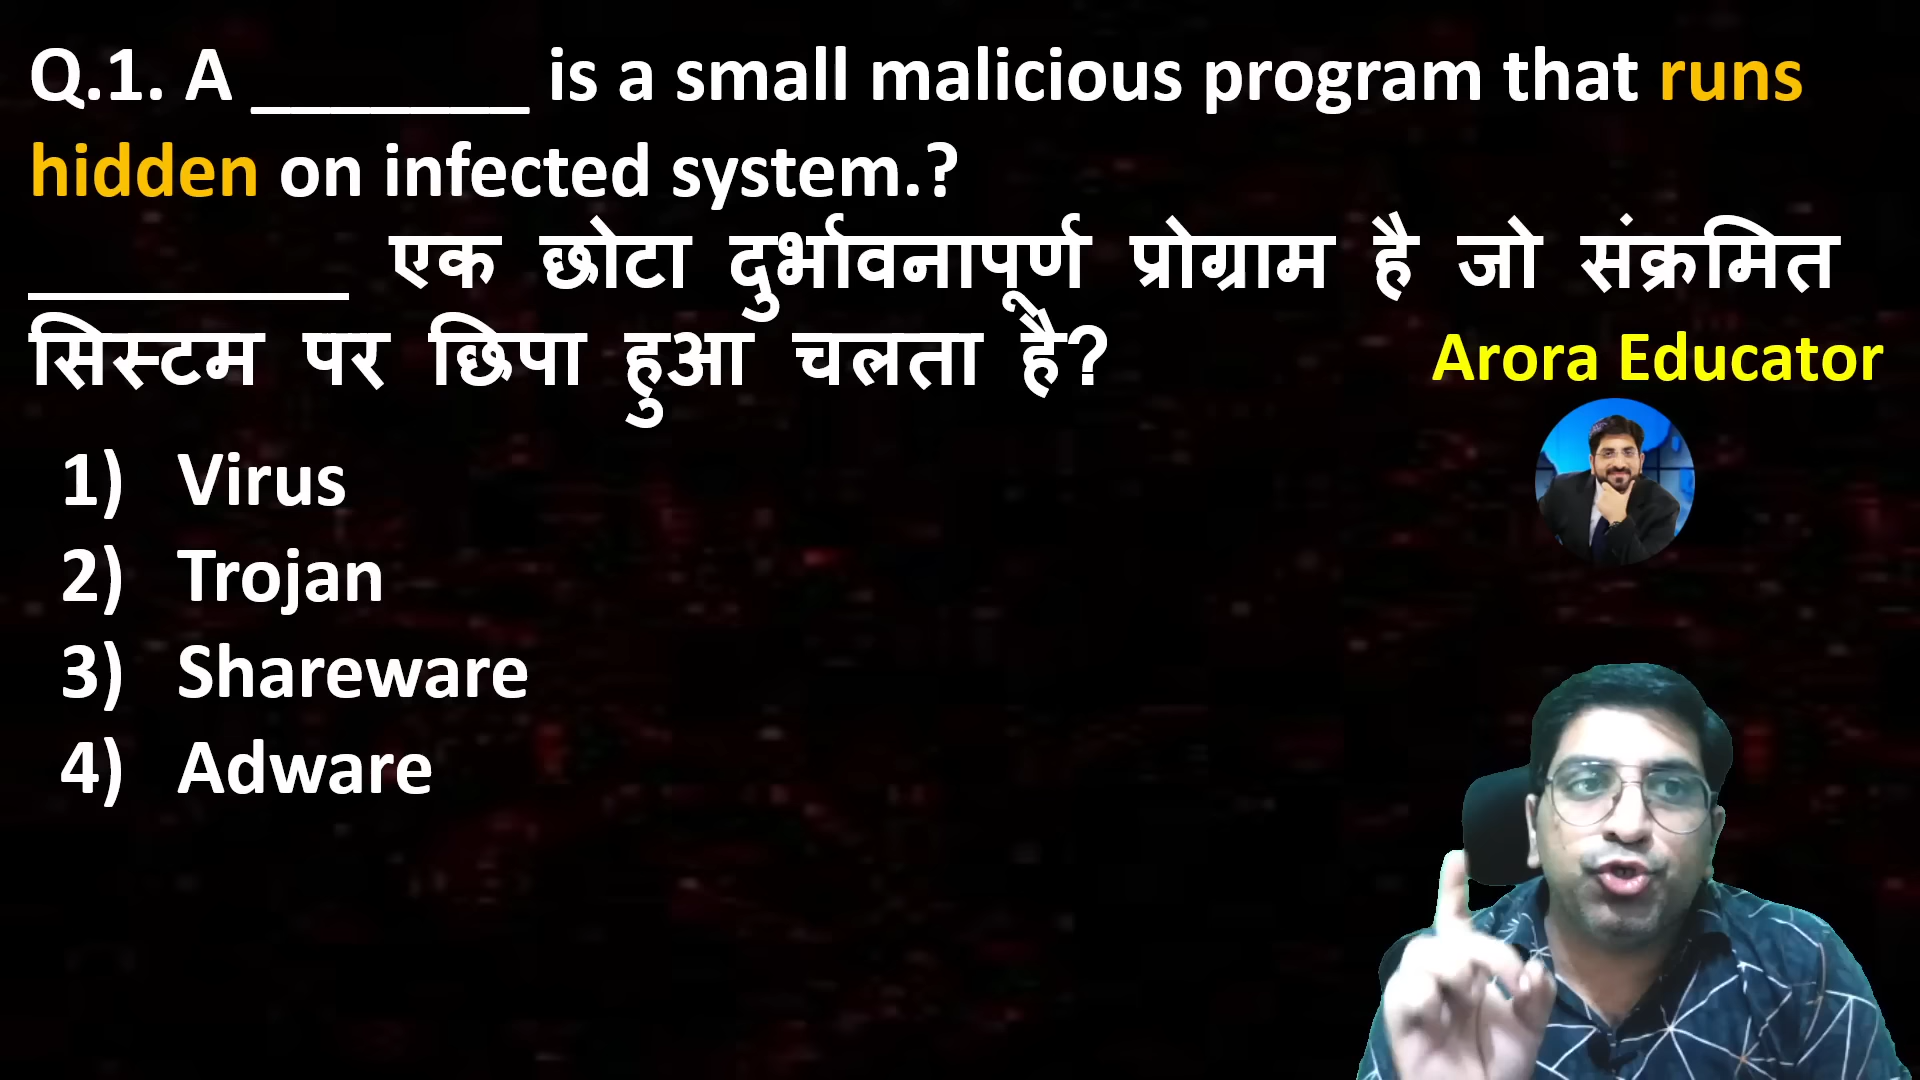 Q.1. A _______ is a small malicious program that runs
hidden on infected system.?
________ एक छोटा दुर्भावनापूर्ण प्रोग्राम है जो संक्रमित
सिस्टम पर छिपा हुआ चलता है?
Arora Educator
1) Virus
2) Trojan
3) Shareware
4) Adware